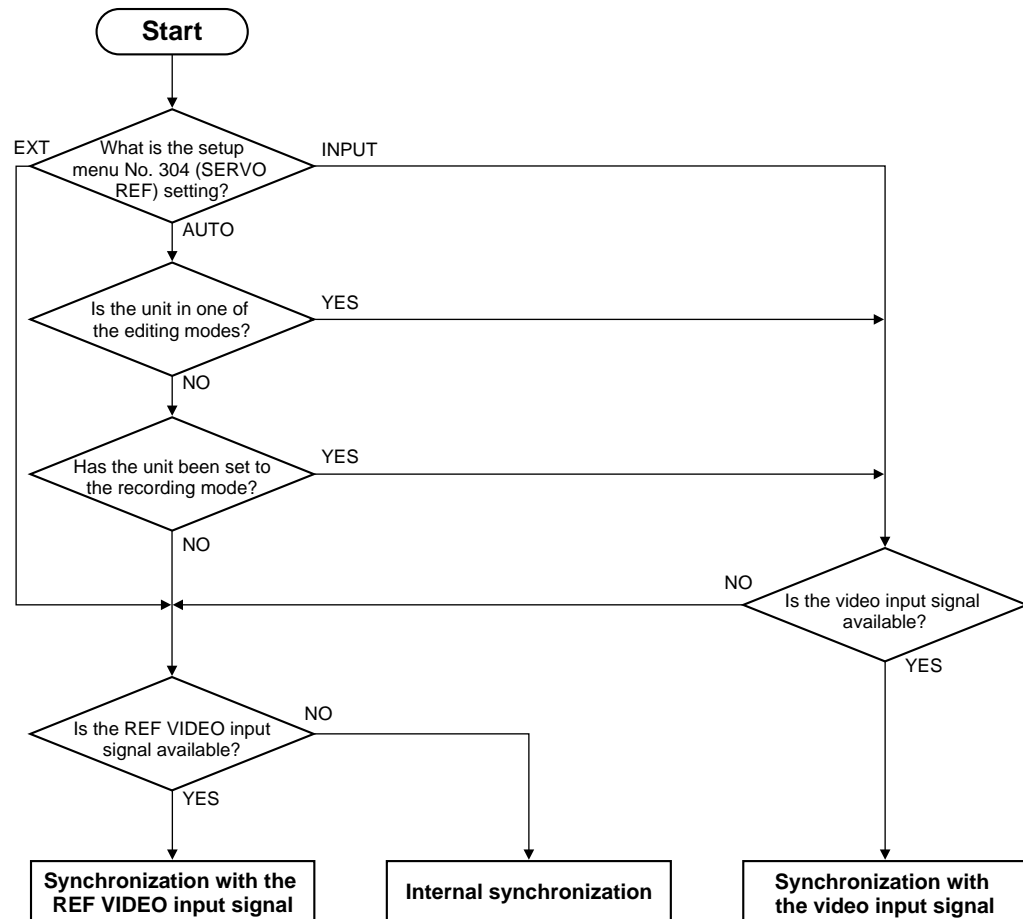 Start
EXT
What is the setup
menu No. 304 (SERVO
REF) setting?
INPUT
AUTO
Is the unit in one of
the editing modes?
YES
NO
Has the unit been set to
the recording mode?
YES
NO
NO
Is the video input signal
available?
YES
Is the REF VIDEO input
signal available?
NO
YES
Synchronization with the
REF VIDEO input signal
Internal synchronization
Synchronization with
the video input signal